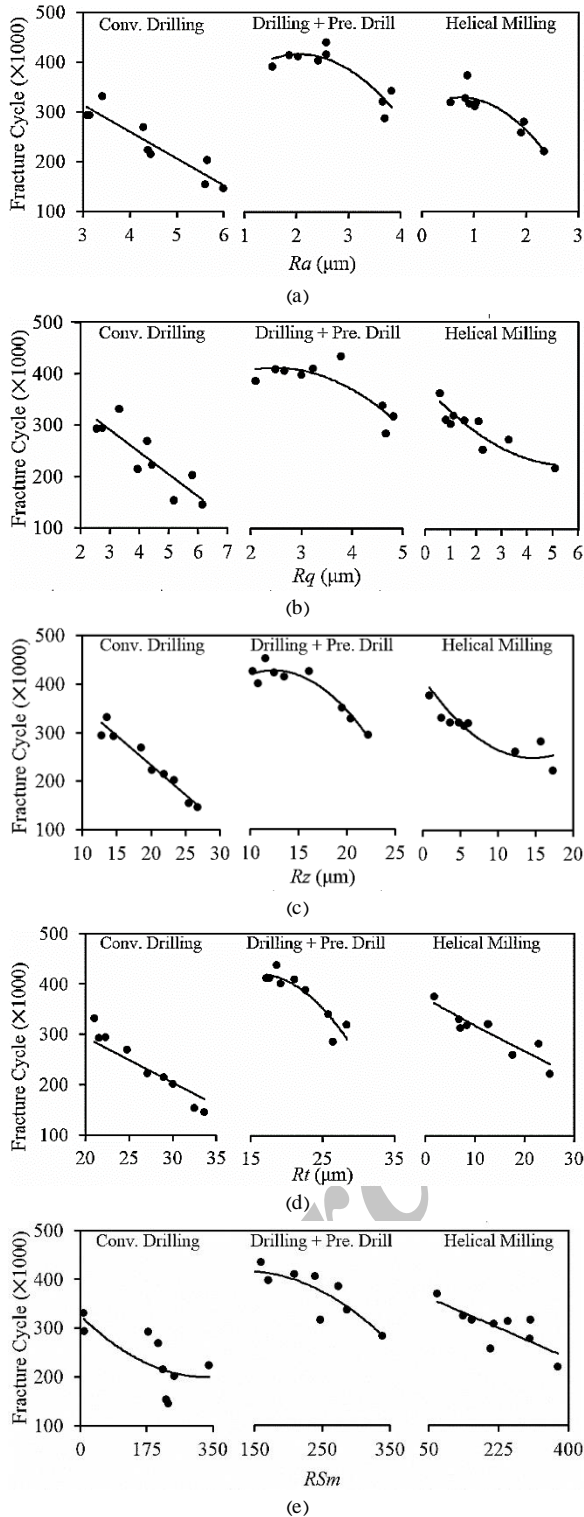 Conv. Drilling Drilling + Pre. Drill Helical Milling
Fracture Cycle (×1000)
500
400
300
200
100
3 4 5 6 0 1 2 3 4 0 1 2 3
Ra (µm)
(a)
Conv. Drilling Drilling + Pre. Drill Helical Milling
Fracture Cycle (×1000)
500
400
300
200
100
2 3 4 5 6 7 2 3 4 5 0 1 2 3 4 5 6
Rq (µm)
(b)
Conv. Drilling Drilling + Pre. Drill Helical Milling
Fracture Cycle (×1000)
500
400
300
200
100
10 15 20 25 30 10 15 20 25 0 5 10 15 20
Rz (µm)
(c)
Conv. Drilling Drilling + Pre. Drill Helical Milling
Fracture Cycle (×1000)
500
400
300
200
100
20 25 30 35 15 25 35 0 10 20 30
Rt (µm)
(d)
Conv. Drilling Drilling + Pre. Drill Helical Milling
Fracture Cycle (×1000)
500
400
300
200
100
0 175 350 150 250 350 50 225 400
RSm
(e)